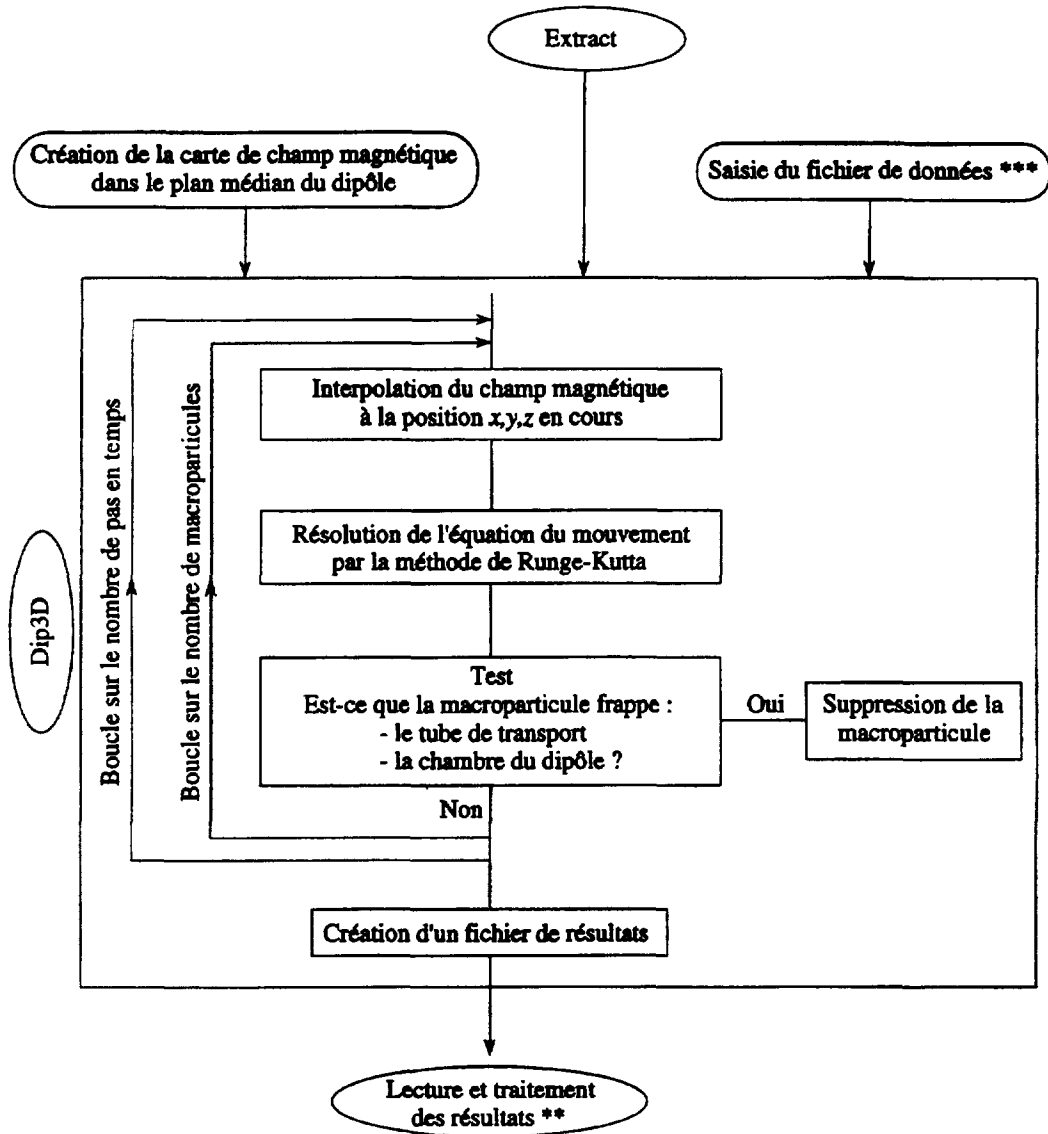 Extract
Création de la carte de champ magnétique
dans le plan médian du dipôle
Saisie du fichier de données ***
Dip3D
Boucle sur le nombre de pas en temps
Boucle sur le nombre de macroparticules
Interpolation du champ magnétique
à la position x,y,z en cours
Résolution de l'équation du mouvement
par la méthode de Runge-Kutta
Test
Est-ce que la macroparticule frappe :
- le tube de transport
- la chambre du dipôle ?
Oui
Suppression de la
macroparticule
Non
Création d'un fichier de résultats
Lecture et traitement
des résultats **